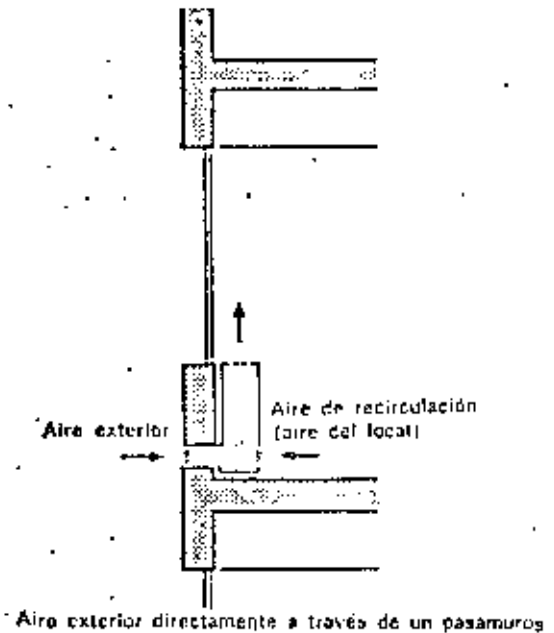 Aire de recirculación
Aire exterior (aire del local)
Aire exterior directamente a través de un pasamuros